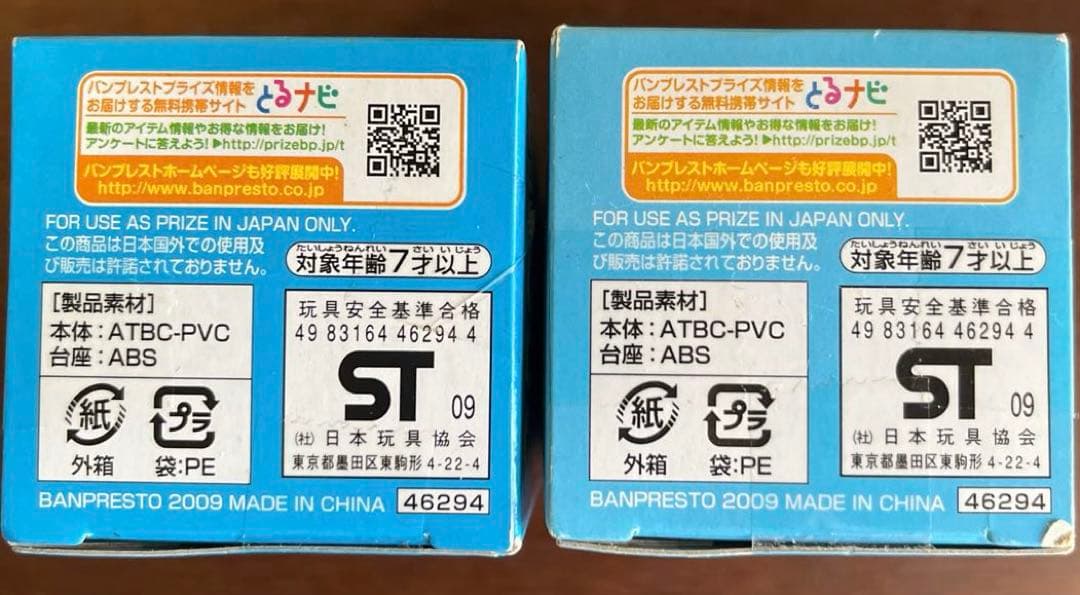 バンプレストプライズ情報を
お届けする無料携帯サイト とるナビ
最新のアイテム情報やお得な情報をお届け!
アンケートに答えよう!▶http://prizebp.jp/t
バンプレストホームページも好評展開中!
http://www.banpresto.co.jp
FOR USE AS PRIZE IN JAPAN ONLY.
この商品は日本国外での使用及
び販売は許諾されておりません。
たいしょうねんれい さい いじょう
対象年齢7才以上
[製品素材]
本体:ATBC-PVC
台座:ABS
紙 プラ
外箱 袋:PE
玩具安全基準合格
49 83164 46294 4
ST 09
(社)日本玩具協会
東京都墨田区東駒形 4-22-4
BANPRESTO 2009 MADE IN CHINA 46294
バンプレストプライズ情報を
お届けする無料携帯サイト とるナビ
最新のアイテム情報やお得な情報をお届け!
アンケートに答えよう!▶http://prizebp.jp/t
バンプレストホームページも好評展開中!
http://www.banpresto.co.jp
FOR USE AS PRIZE IN JAPAN ONLY.
この商品は日本国外での使用及
び販売は許諾されておりません。
たいしょうねんれい さい いじょう
対象年齢7才以上
[製品素材]
本体:ATBC-PVC
台座:ABS
紙 プラ
外箱 袋:PE
玩具安全基準合格
49 83164 46294 4
ST 09
(社)日本玩具協会
東京都墨田区東駒形 4-22-4
BANPRESTO 2009 MADE IN CHINA 46294